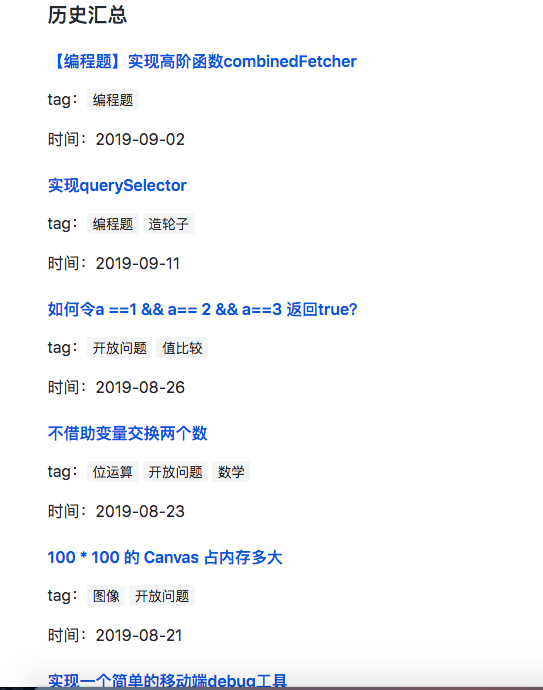 历史汇总
【编程题】实现高阶函数combinedFetcher
tag： 编程题
时间：2019-09-02
实现querySelector
tag： 编程题 造轮子
时间：2019-09-11
如何令a ==1 && a== 2 && a==3 返回true?
tag： 开放问题 值比较
时间：2019-08-26
不借助变量交换两个数
tag： 位运算 开放问题 数学
时间：2019-08-23
100 * 100 的 Canvas 占内存多大
tag： 图像 开放问题
时间：2019-08-21
实现一个简单的移动端debug工具